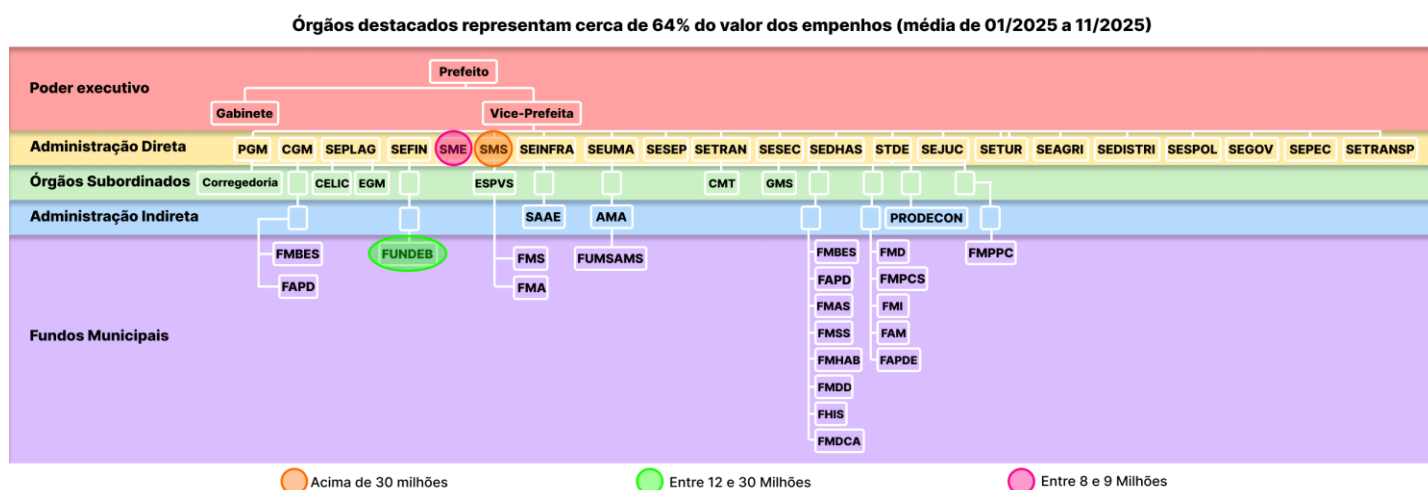 Órgãos destacados representam cerca de 64% do valor dos empenhos (média de 01/2025 a 11/2025)
Poder executivo
Prefeito
Gabinete
Vice-Prefeita
Administração Direta
PGM
CGM
SEPLAG
SEFIN
SME
SMS
SEINFRA
SEUMA
SESEP
SETRAN
SESEC
SEDHAS
STDE
SEJUC
SETUR
SEAGRI
SEDISTRI
SESPOL
SEGOV
SEPEC
SETRANSP
Órgãos Subordinados
Corregedoria
CELIC
EGM
ESPVS
CMT
GMS
Administração Indireta
SAAE
AMA
PRODECON
Fundos Municipais
FMBES
FAPD
FUNDEB
FMS
FMA
FUMSAMS
FMBES
FAPD
FMAS
FMSS
FMHAB
FMDD
FHIS
FMDCA
FMD
FMPCS
FMI
FAM
FAPDE
FMPPC
Acima de 30 milhões
Entre 12 e 30 Milhões
Entre 8 e 9 Milhões